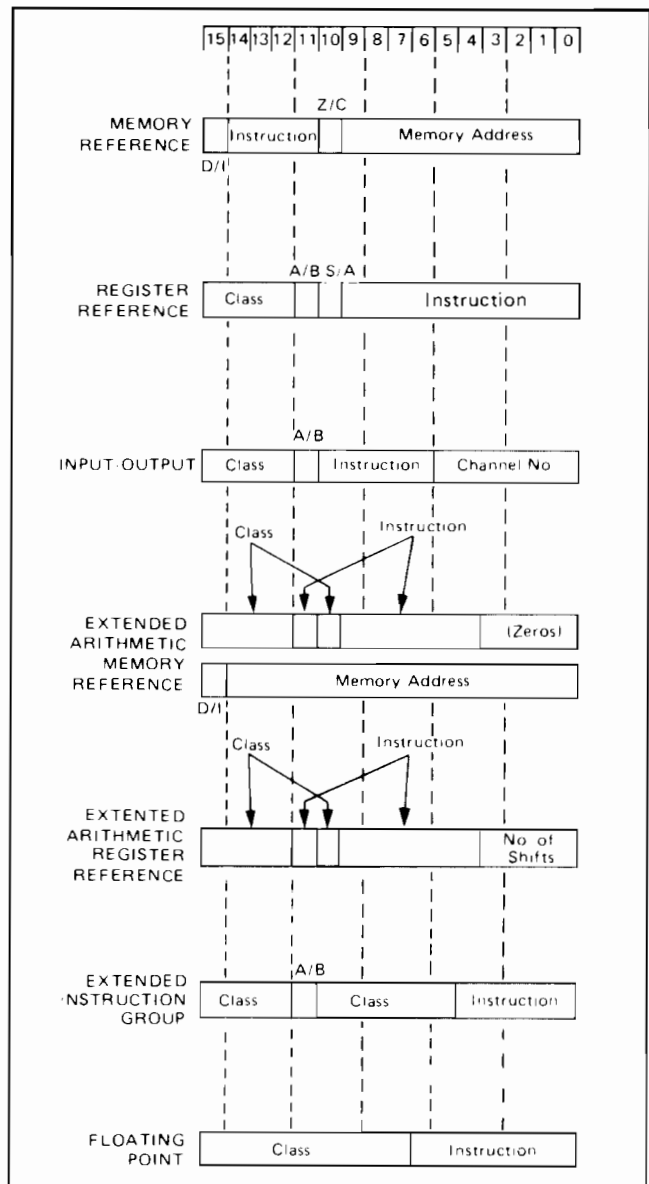 15 14 13 12 11 10 9 8 7 6 5 4 3 2 1 0
Z/C
MEMORY
REFERENCE
Instruction
Memory Address
D/I
A/B S/A
REGISTER
REFERENCE
Class
Instruction
A/B
INPUT-OUTPUT
Class
Instruction
Channel No
Class
Instruction
EXTENDED
ARITHMETIC
MEMORY
REFERENCE
(Zeros)
Memory Address
D/I
Class
Instruction
EXTENTED
ARITHMETIC
REGISTER
REFERENCE
No of
Shifts
A/B
EXTENDED
INSTRUCTION
GROUP
Class
Class
Instruction
FLOATING
POINT
Class
Instruction